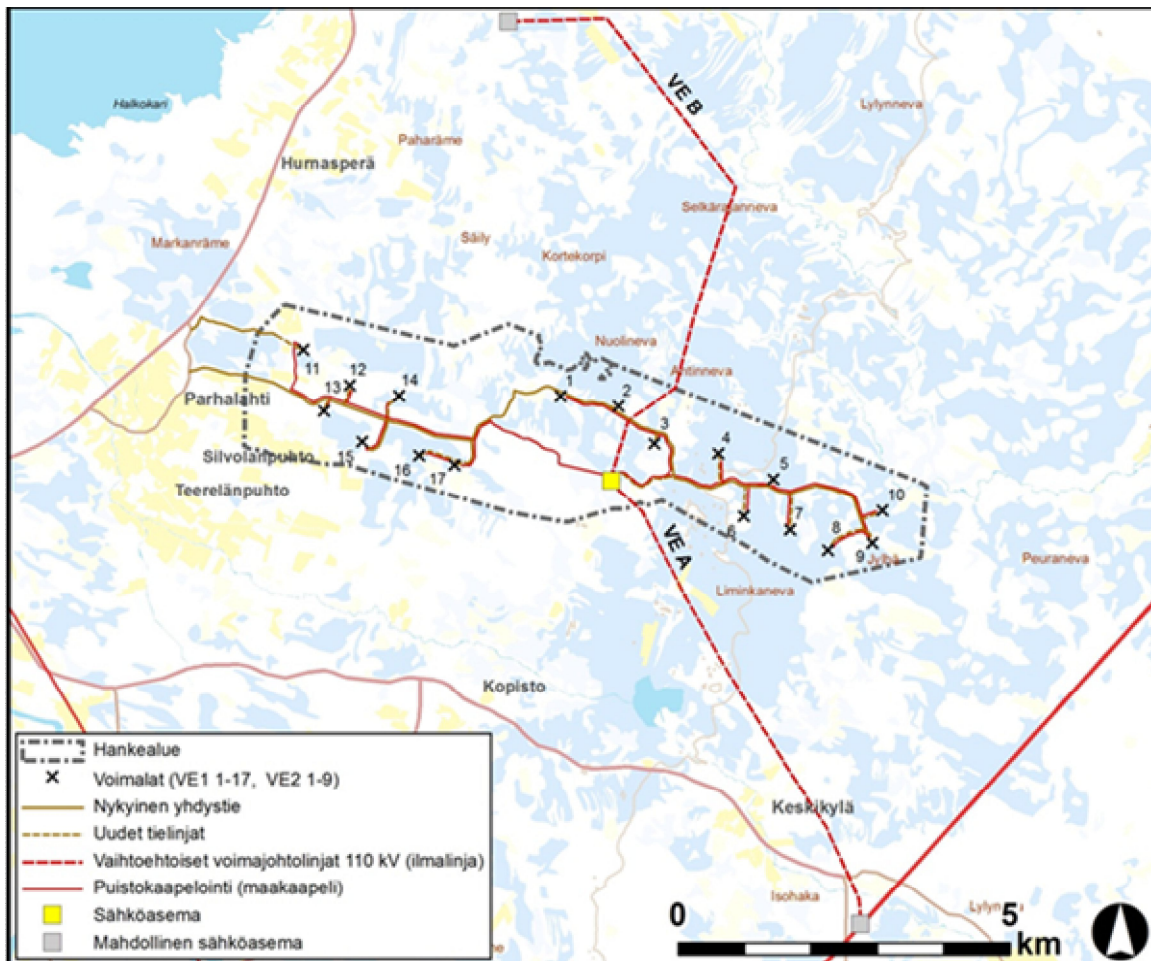 Halkokari
Lylynneva
VE B
Paharäme
Hurnasperä
Selkärajanneva
Markanräme
Säily
Kortekorpi
Nuolineva
11
12
14
13
1
2
Antinneva
Parhalahti
3
4
15
Silvolanpuhto
16
17
5
10
Teerelänpuhto
6
7
8
9
VE A
Jylhä
Peuraneva
Liminkaneva
Kopisto
Hankealue
Voimalat (VE1 1-17, VE2 1-9)
Nykyinen yhdystie
Uudet tielinjat
Vaihtoehtoiset voimajohtolinjat 110 kV (ilmalinja)
Puistokaapelointi (maakaapeli)
Sähköasema
Mahdollinen sähköasema
Keskikylä
Isohaka
0
5
km